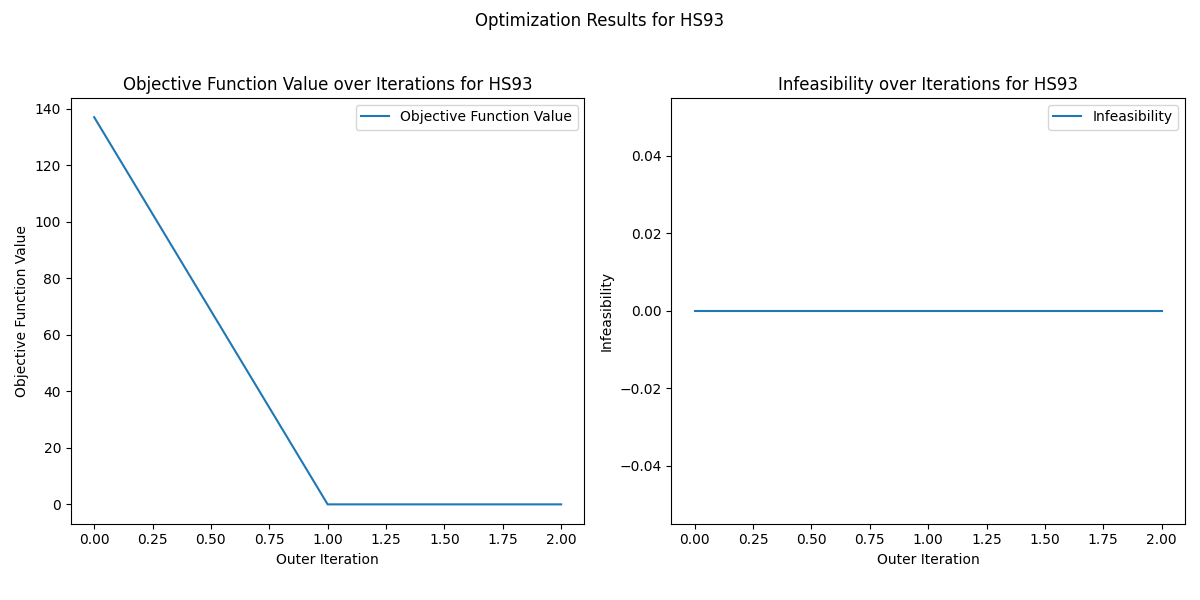 Optimization Results for HS93
Objective Function Value over Iterations for HS93
Objective Function Value
140
120
100
80
60
40
20
0
Objective Function Value
0.00 0.25 0.50 0.75 1.00 1.25 1.50 1.75 2.00
Outer Iteration
Infeasibility over Iterations for HS93
Infeasibility
0.04
0.02
0.00
−0.02
−0.04
Infeasibility
0.00 0.25 0.50 0.75 1.00 1.25 1.50 1.75 2.00
Outer Iteration